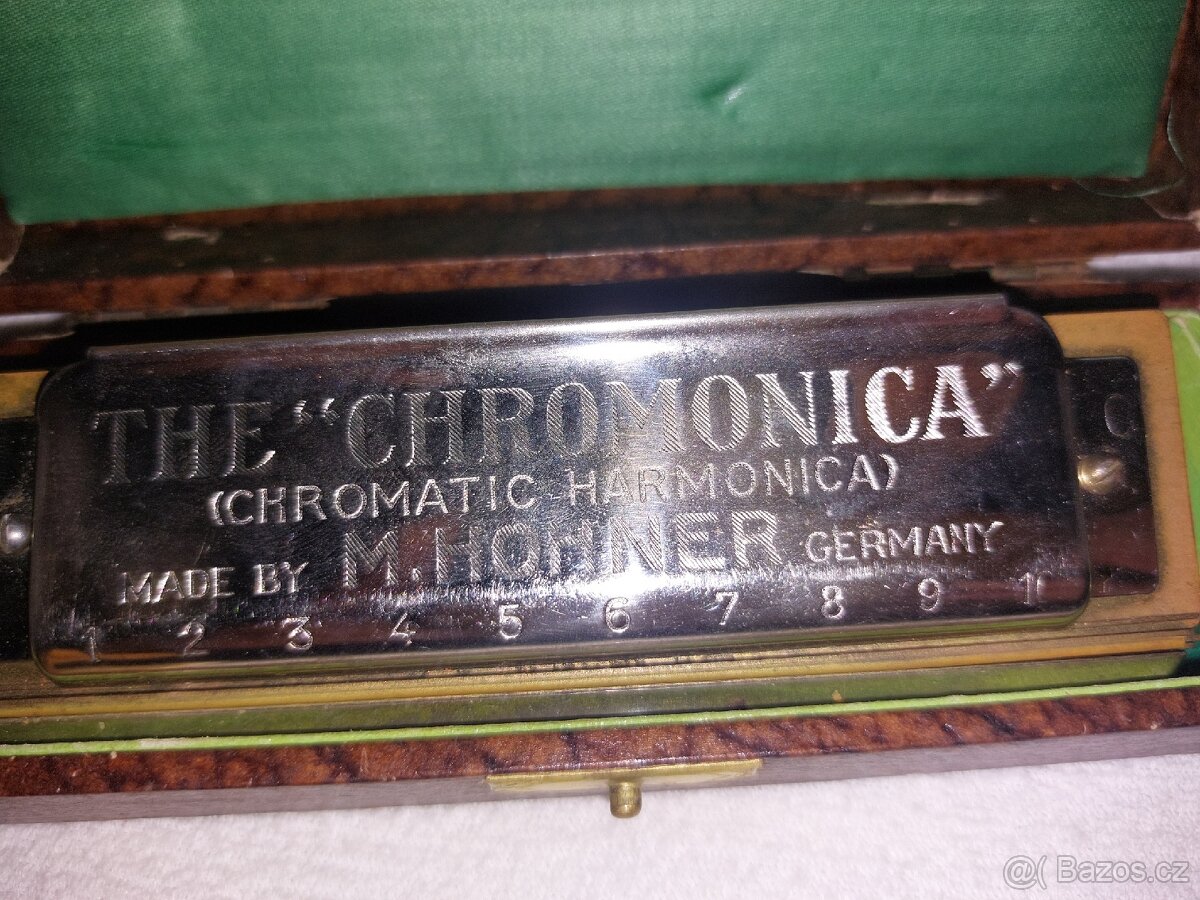 THE "CHROMONICA"
(CHROMATIC HARMONICA)
MADE BY M. HOHNER GERMANY
1 2 3 4 5 6 7 8 9 10
C
@( Bazos.cz